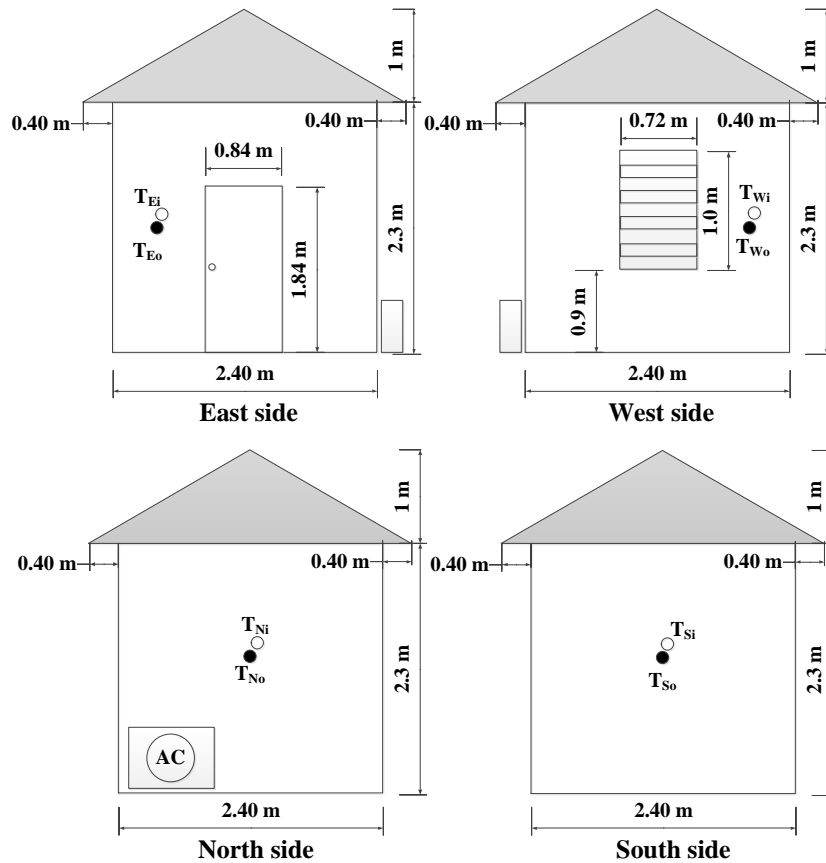 1 m
0.40 m
0.40 m
0.84 m
T_Ei
T_Eo
1.84 m
2.3 m
2.40 m
East side
1 m
0.40 m
0.72 m
0.40 m
T_Wi
T_Wo
1.0 m
0.9 m
2.3 m
2.40 m
West side
1 m
0.40 m
0.40 m
T_Ni
T_No
2.3 m
AC
2.40 m
North side
1 m
0.40 m
0.40 m
T_Si
T_So
2.3 m
2.40 m
South side